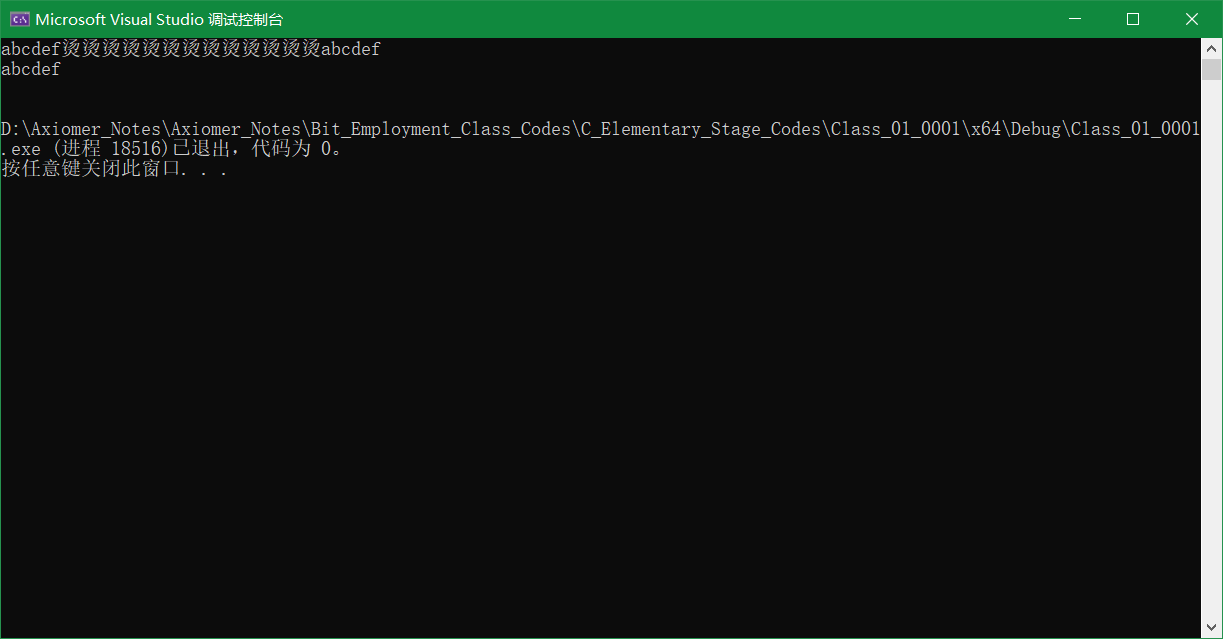 Microsoft Visual Studio 调试控制台
abcdef烫烫烫烫烫烫烫烫烫烫烫烫烫abcdef
abcdef
D:\Axiomer_Notes\Axiomer_Notes\Bit_Employment_Class_Codes\C_Elementary_Stage_Codes\Class_01_0001\x64\Debug\Class_01_0001
.exe (进程 18516)已退出，代码为 0。
按任意键关闭此窗口. . .